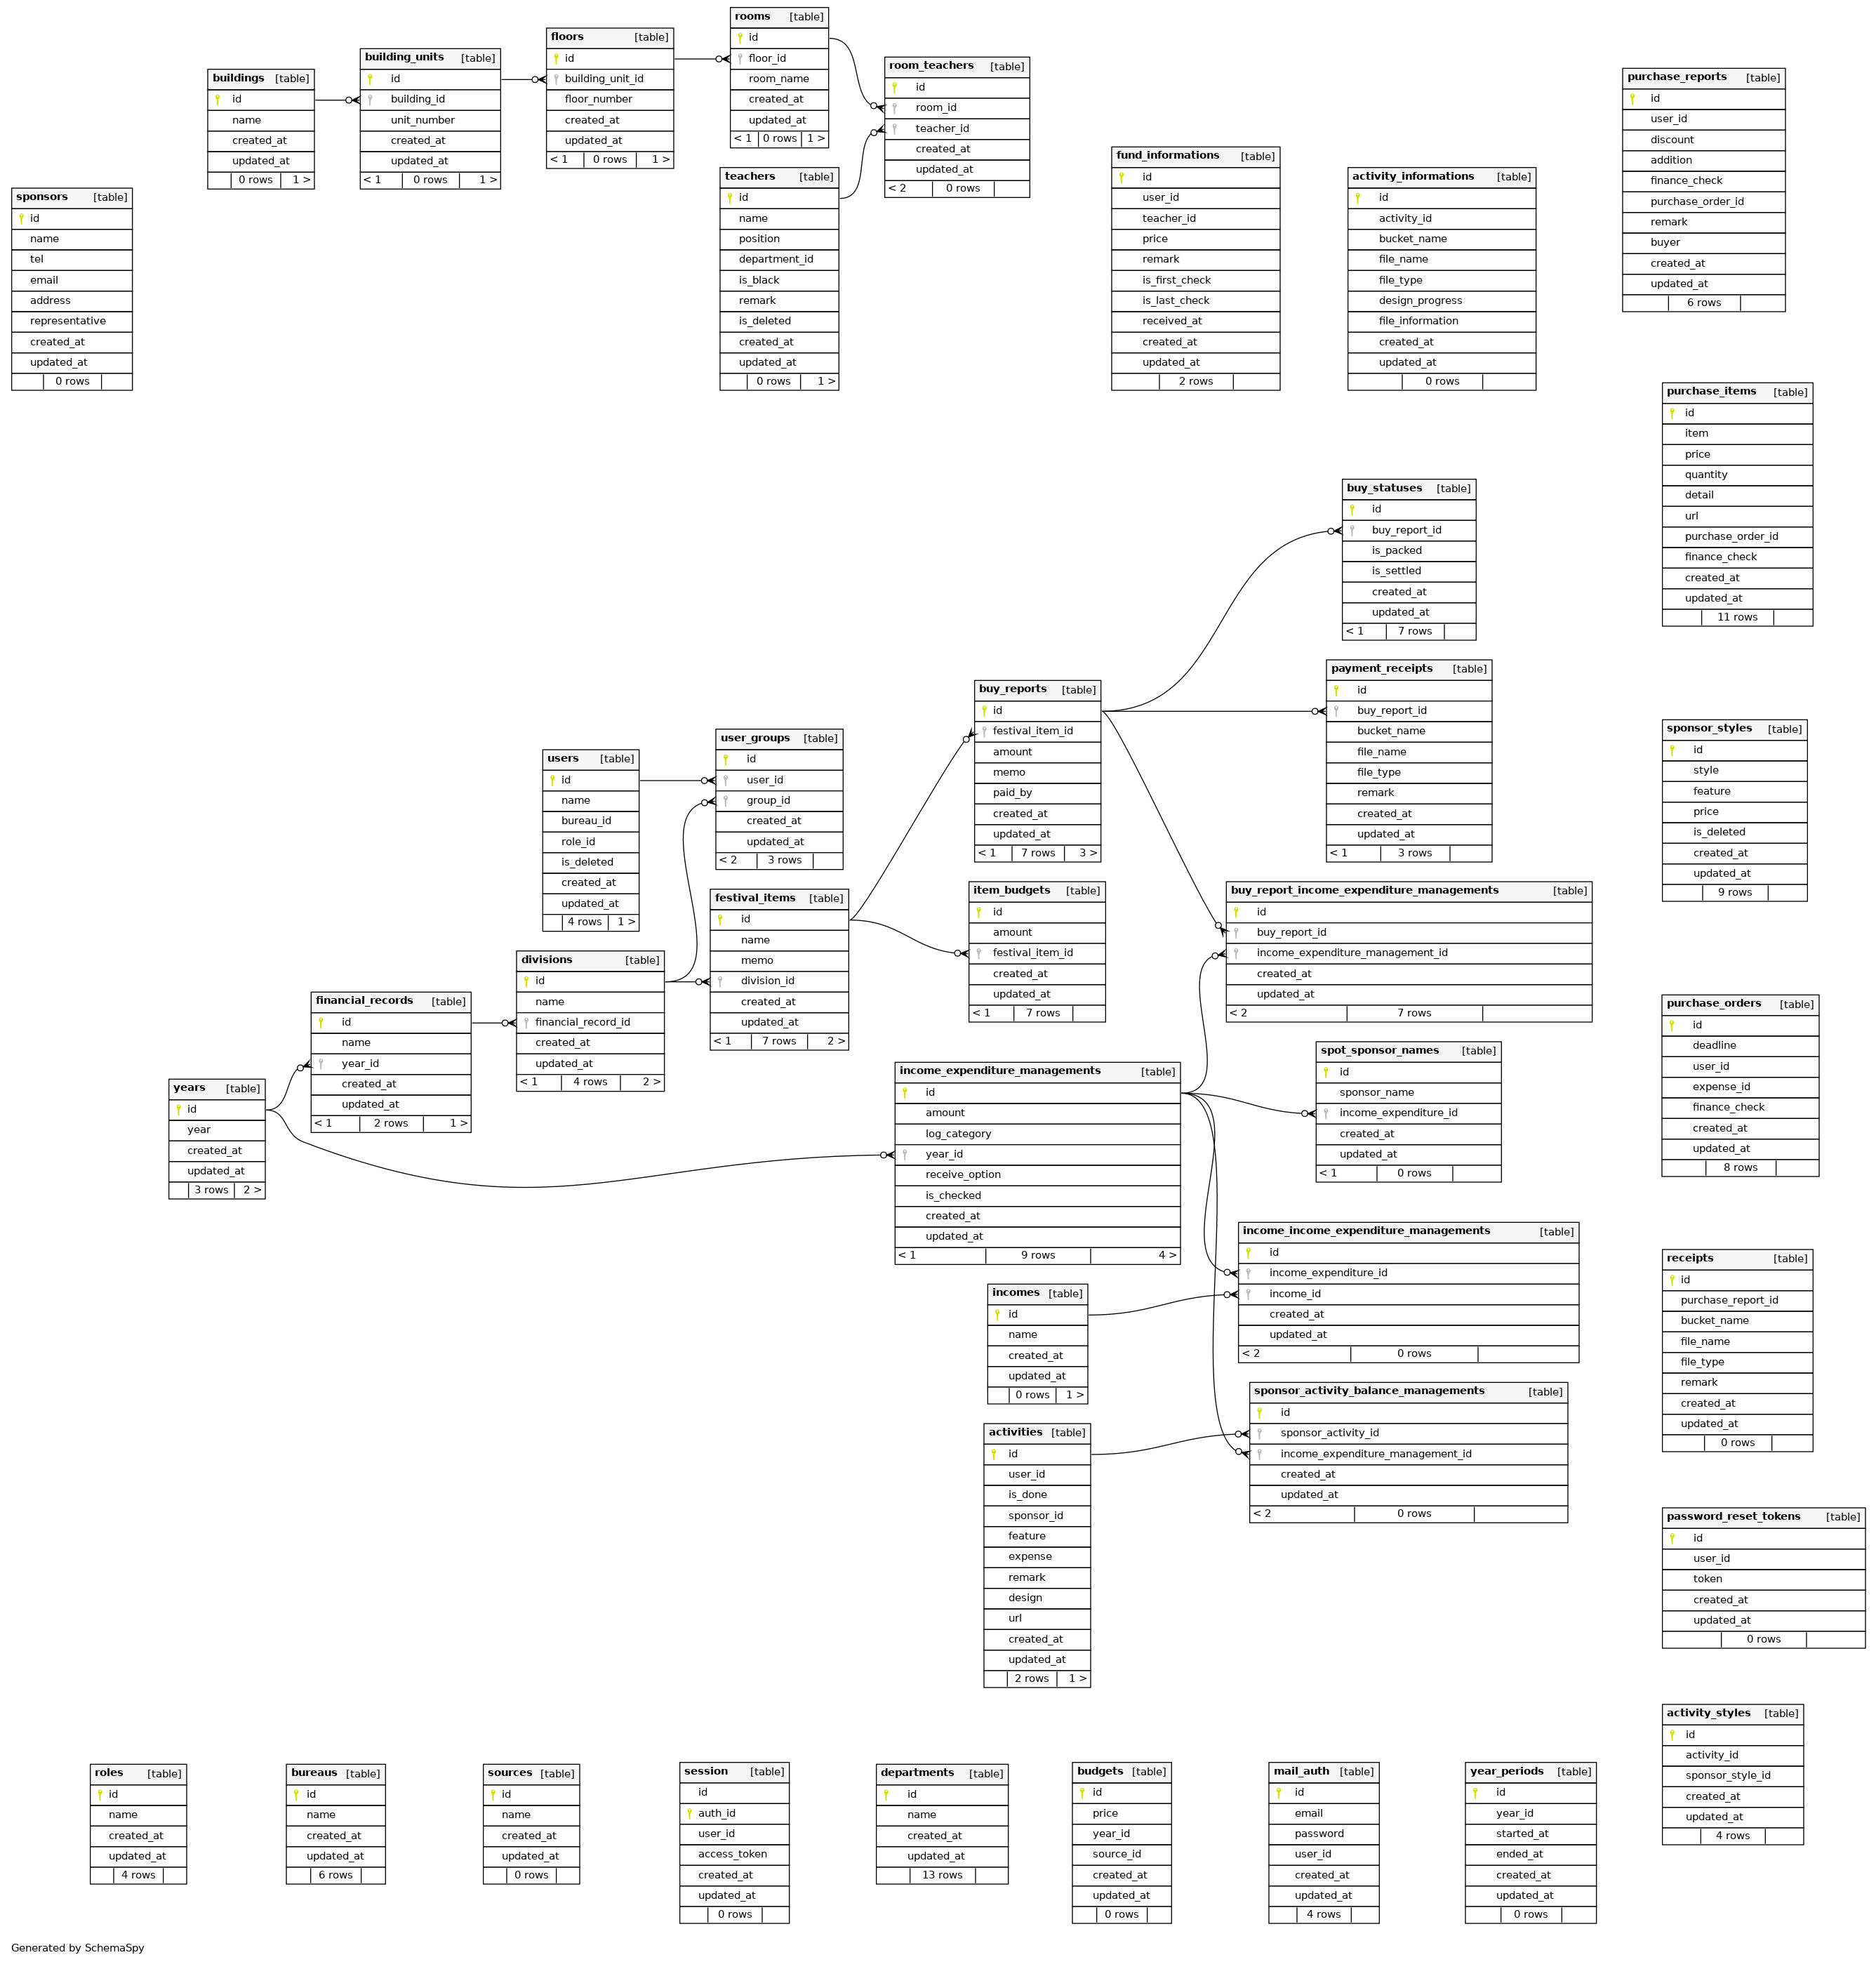 rooms [table]
id
floor_id
room_name
created_at
updated_at
< 1 0 rows 1 >
floors [table]
id
building_unit_id
floor_number
created_at
updated_at
< 1 0 rows 1 >
building_units [table]
id
building_id
unit_number
created_at
updated_at
< 1 0 rows 1 >
buildings [table]
id
name
created_at
updated_at
0 rows 1 >
room_teachers [table]
id
room_id
teacher_id
created_at
updated_at
< 2 0 rows
purchase_reports [table]
id
user_id
discount
addition
finance_check
purchase_order_id
remark
buyer
created_at
updated_at
6 rows
fund_informations [table]
id
user_id
teacher_id
price
remark
is_first_check
is_last_check
received_at
created_at
updated_at
2 rows
activity_informations [table]
id
activity_id
bucket_name
file_name
file_type
design_progress
file_information
created_at
updated_at
0 rows
teachers [table]
id
name
position
department_id
is_black
remark
is_deleted
created_at
updated_at
0 rows 1 >
sponsors [table]
id
name
tel
email
address
representative
created_at
updated_at
0 rows
purchase_items [table]
id
item
price
quantity
detail
url
purchase_order_id
finance_check
created_at
updated_at
11 rows
buy_statuses [table]
id
buy_report_id
is_packed
is_settled
created_at
updated_at
< 1 7 rows
payment_receipts [table]
id
buy_report_id
bucket_name
file_name
file_type
remark
created_at
updated_at
< 1 3 rows
buy_reports [table]
id
festival_item_id
amount
memo
paid_by
created_at
updated_at
< 1 7 rows 3 >
sponsor_styles [table]
id
style
feature
price
is_deleted
created_at
updated_at
9 rows
user_groups [table]
id
user_id
group_id
created_at
updated_at
< 2 3 rows
users [table]
id
name
bureau_id
role_id
is_deleted
created_at
updated_at
4 rows 1 >
item_budgets [table]
id
amount
festival_item_id
created_at
updated_at
< 1 7 rows
buy_report_income_expenditure_managements [table]
id
buy_report_id
income_expenditure_management_id
created_at
updated_at
< 2 7 rows
festival_items [table]
id
name
memo
division_id
created_at
updated_at
< 1 7 rows 2 >
divisions [table]
id
name
financial_record_id
created_at
updated_at
< 1 4 rows 2 >
financial_records [table]
id
name
year_id
created_at
updated_at
< 1 2 rows 1 >
purchase_orders [table]
id
deadline
user_id
expense_id
finance_check
created_at
updated_at
8 rows
spot_sponsor_names [table]
id
sponsor_name
income_expenditure_id
created_at
updated_at
< 1 0 rows
income_expenditure_managements [table]
id
amount
log_category
year_id
receive_option
is_checked
created_at
updated_at
< 1 9 rows 4 >
years [table]
id
year
created_at
updated_at
3 rows 2 >
income_income_expenditure_managements [table]
id
income_expenditure_id
income_id
created_at
updated_at
< 2 0 rows
receipts [table]
id
purchase_report_id
bucket_name
file_name
file_type
remark
created_at
updated_at
0 rows
incomes [table]
id
name
created_at
updated_at
0 rows 1 >
sponsor_activity_balance_managements [table]
id
sponsor_activity_id
income_expenditure_management_id
created_at
updated_at
< 2 0 rows
activities [table]
id
user_id
is_done
sponsor_id
feature
expense
remark
design
url
created_at
updated_at
2 rows 1 >
password_reset_tokens [table]
id
user_id
token
created_at
updated_at
0 rows
activity_styles [table]
id
activity_id
sponsor_style_id
created_at
updated_at
4 rows
roles [table]
id
name
created_at
updated_at
4 rows
bureaus [table]
id
name
created_at
updated_at
6 rows
sources [table]
id
name
created_at
updated_at
0 rows
session [table]
id
auth_id
user_id
access_token
created_at
updated_at
0 rows
departments [table]
id
name
created_at
updated_at
13 rows
budgets [table]
id
price
year_id
source_id
created_at
updated_at
0 rows
mail_auth [table]
id
email
password
user_id
created_at
updated_at
4 rows
year_periods [table]
id
year_id
started_at
ended_at
created_at
updated_at
0 rows
Generated by SchemaSpy